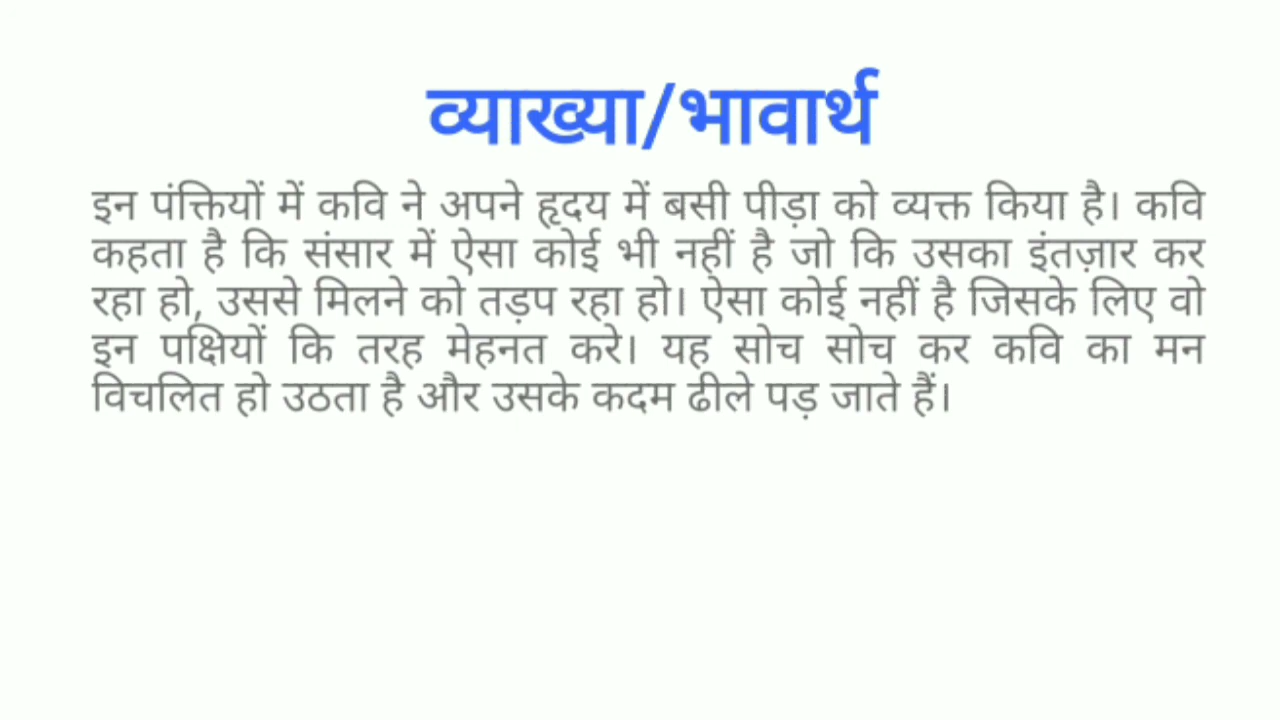 व्याख्या/भावार्थ
इन पंक्तियों में कवि ने अपने हृदय में बसी पीड़ा को व्यक्त किया है। कवि
कहता है कि संसार में ऐसा कोई भी नहीं है जो कि उसका इंतज़ार कर
रहा हो, उससे मिलने को तड़प रहा हो। ऐसा कोई नहीं है जिसके लिए वो
इन पक्षियों कि तरह मेहनत करे। यह सोच सोच कर कवि का मन
विचलित हो उठता है और उसके कदम ढीले पड़ जाते हैं।